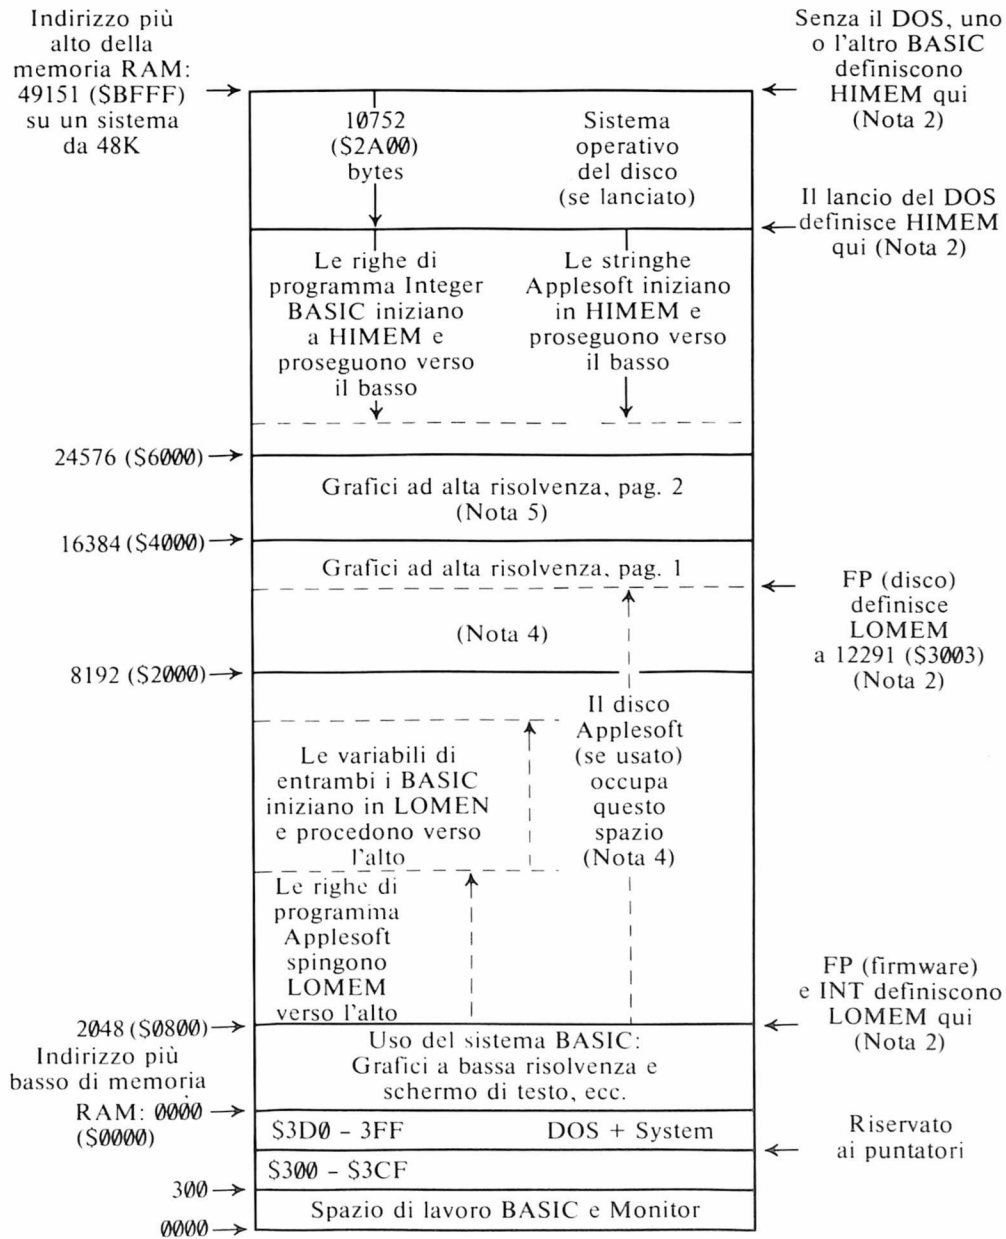 Indirizzo più
alto della
memoria RAM:
49151 ($BFFF)
su un sistema
da 48K
Senza il DOS, uno
o l'altro BASIC
definiscono
HIMEM qui
(Nota 2)
10752
($2A00)
bytes
Sistema
operativo
del disco
(se lanciato)
Il lancio del DOS
definisce HIMEM
qui (Nota 2)
Le righe di
programma Integer
BASIC iniziano
a HIMEM e
proseguono verso
il basso
Le stringhe
Applesoft iniziano
in HIMEM e
proseguono verso
il basso
24576 ($6000)
Grafici ad alta risolvenza, pag. 2
(Nota 5)
16384 ($4000)
Grafici ad alta risolvenza, pag. 1
(Nota 4)
FP (disco)
definisce
LOMEM
a 12291 ($3003)
(Nota 2)
8192 ($2000)
Le variabili di
entrambi i BASIC
iniziano in LOMEN
e procedono verso
l'alto
Il disco
Applesoft
(se usato)
occupa
questo
spazio
(Nota 4)
Le righe di
programma
Applesoft
spingono
LOMEM
verso l'alto
FP (firmware)
e INT definiscono
LOMEM qui
(Nota 2)
2048 ($0800)
Uso del sistema BASIC:
Grafici a bassa risolvenza e
schermo di testo, ecc.
Indirizzo più
basso di memoria
RAM: 0000
($0000)
$3D0 – 3FF DOS + System
Riservato
ai puntatori
$300 – $3CF
300
Spazio di lavoro BASIC e Monitor
0000